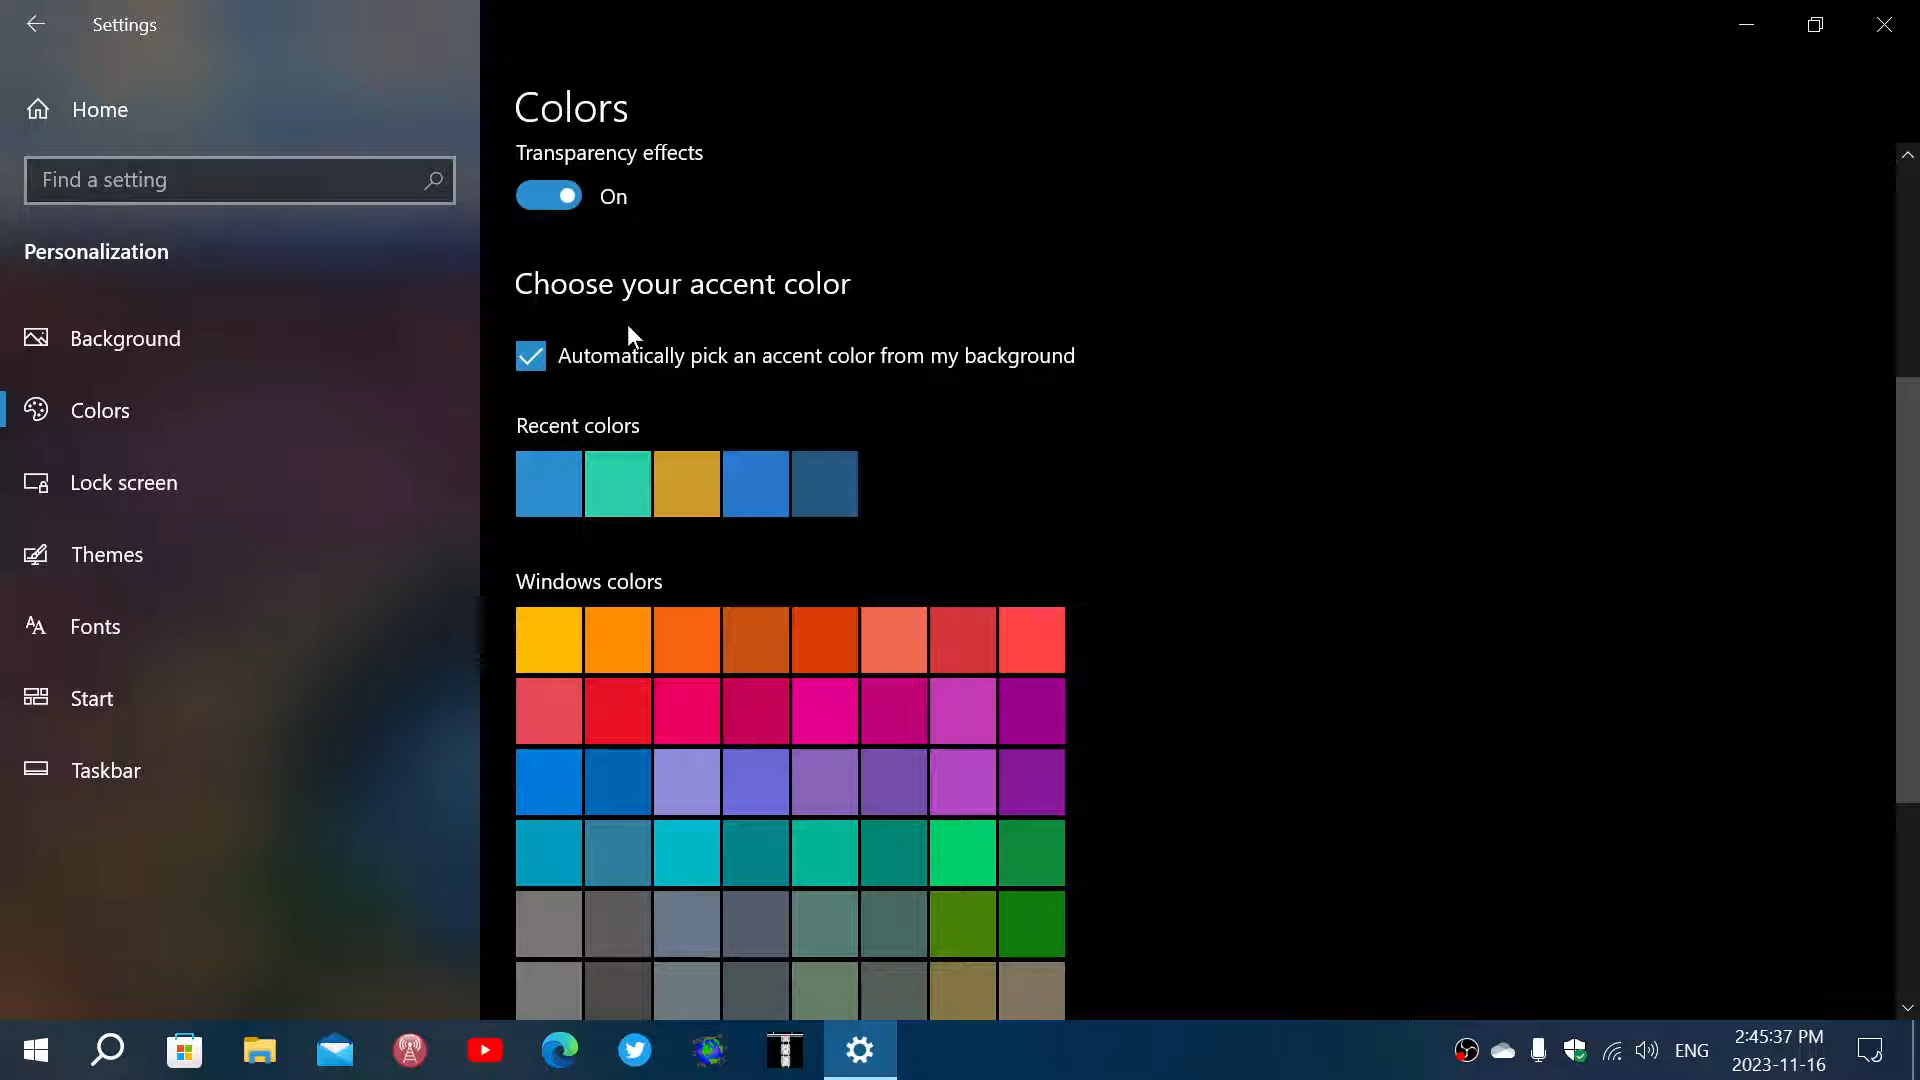 Settings
Home
Find a setting
Personalization
Background
Colors
Lock screen
Themes
Fonts
Start
Taskbar
Colors
Transparency effects
On
Choose your accent color
Automatically pick an accent color from my background
Recent colors
Windows colors
ENG
2:45:37 PM
2023-11-16